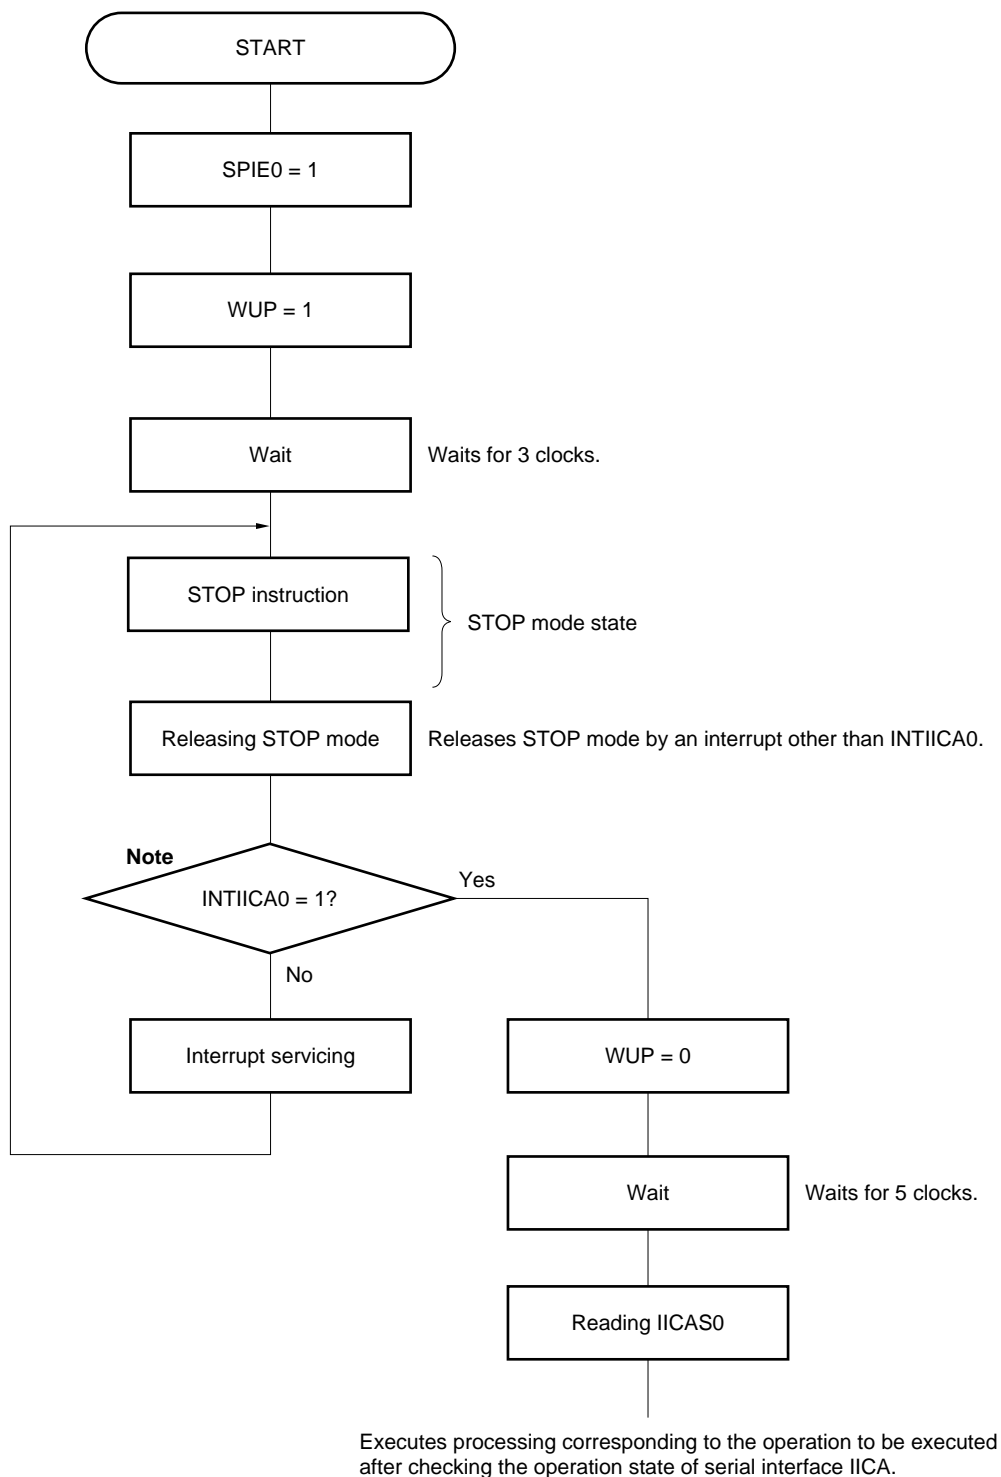 START
SPIE0 = 1
WUP = 1
Wait
Waits for 3 clocks.
STOP instruction
STOP mode state
Releasing STOP mode
Releases STOP mode by an interrupt other than INTIICA0.
Note
INTIICA0 = 1?
Yes
No
Interrupt servicing
WUP = 0
Wait
Waits for 5 clocks.
Reading IICAS0
Executes processing corresponding to the operation to be executed
after checking the operation state of serial interface IICA.